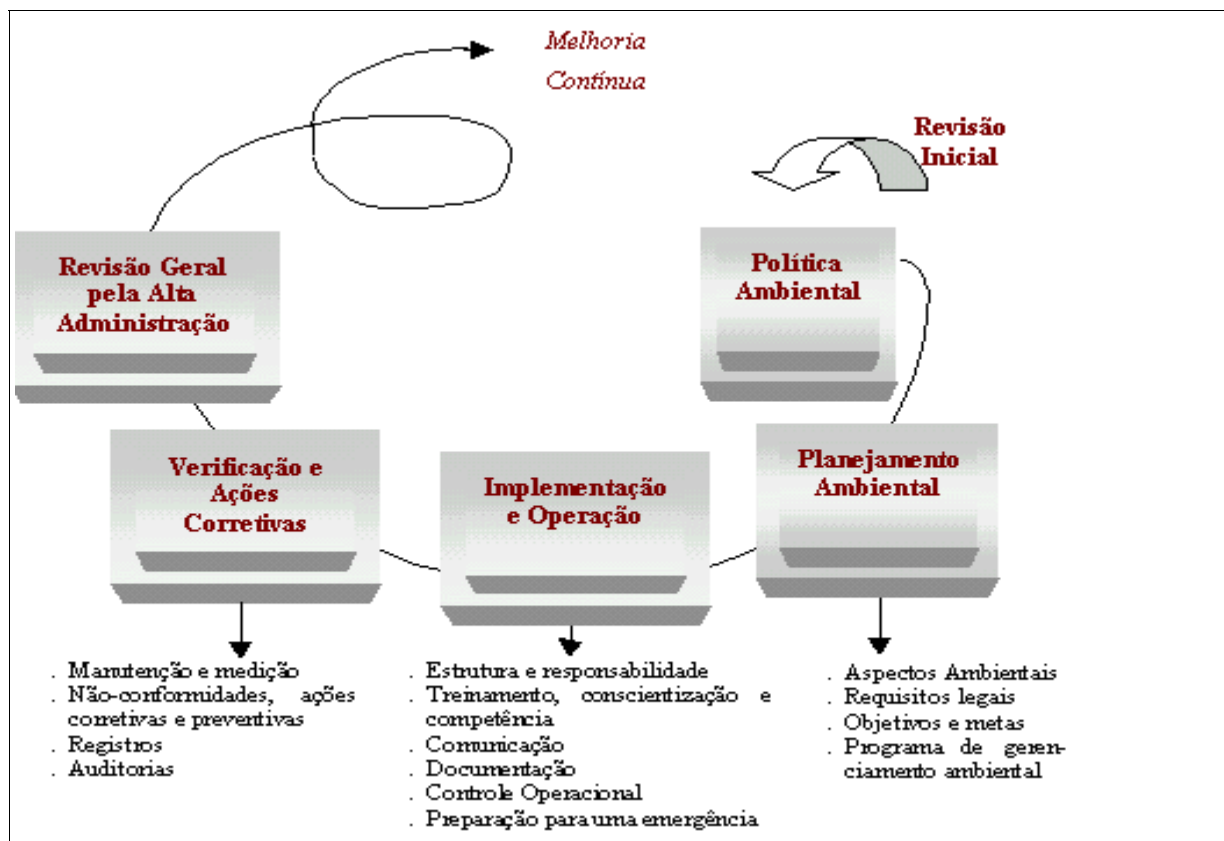 Melhoria
Contínua
Revisão
Inicial
Revisão Geral
pela Alta
Administração
Política
Ambiental
Verificação e
Ações
Corretivas
Implementação
e Operação
Planejamento
Ambiental
. Manutenção e medição
. Não-conformidades, ações
corretivas e preventivas
. Registros
. Auditorias
. Estrutura e responsabilidade
. Treinamento, conscientização e
competência
. Comunicação
. Documentação
. Controle Operacional
. Preparação para uma emergência
. Aspectos Ambientais
. Requisitos legais
. Objetivos e metas
. Programa de geren-
ciamento ambiental